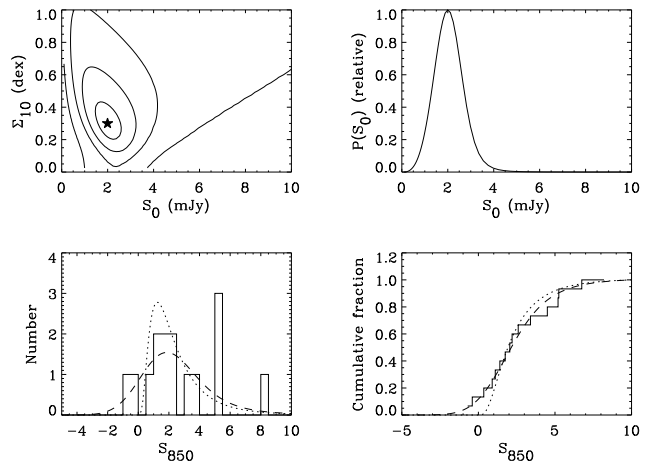 1.0
0.8
0.6
0.4
0.2
0.0
Σ10 (dex)
0 2 4 6 8 10
S0 (mJy)
1.0
0.8
0.6
0.4
0.2
0.0
P(S0) (relative)
0 2 4 6 8 10
S0 (mJy)
4
3
2
1
0
Number
-4 -2 0 2 4 6 8 10
S850
1.2
1.0
0.8
0.6
0.4
0.2
0.0
Cumulative fraction
-5 0 5 10
S850